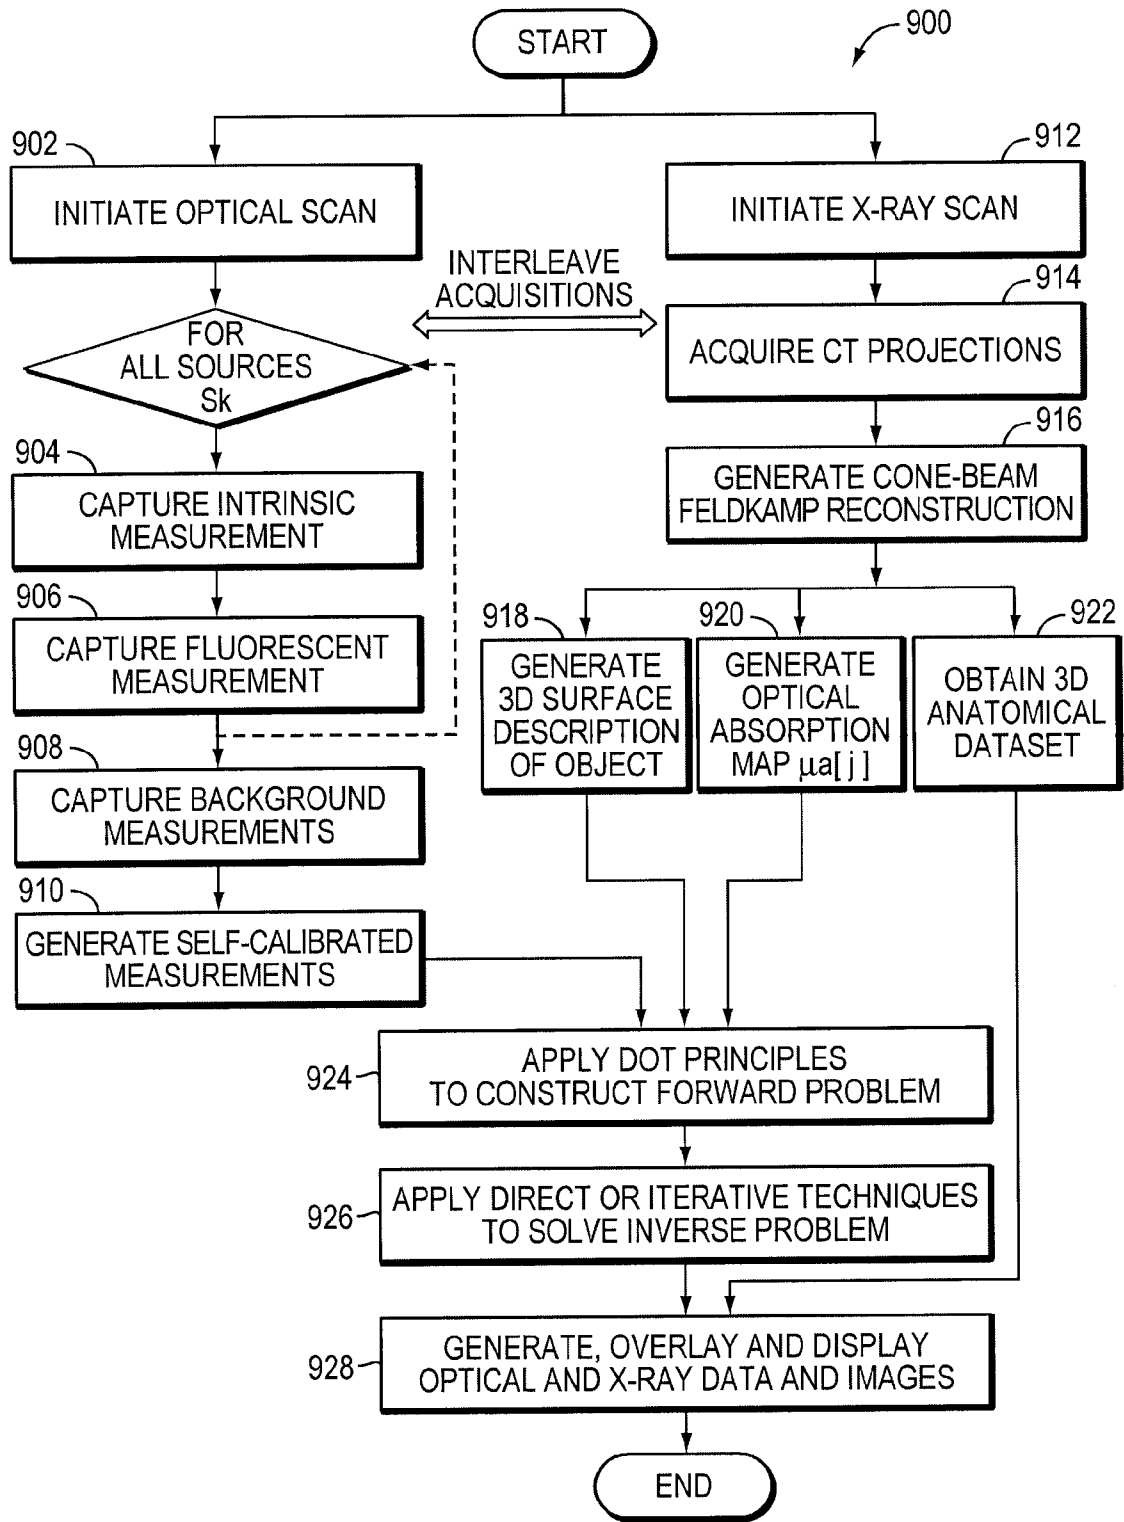 START
900
902
INITIATE OPTICAL SCAN
912
INITIATE X-RAY SCAN
INTERLEAVE
ACQUISITIONS
FOR
ALL SOURCES
Sk
914
ACQUIRE CT PROJECTIONS
904
CAPTURE INTRINSIC
MEASUREMENT
916
GENERATE CONE-BEAM
FELDKAMP RECONSTRUCTION
906
CAPTURE FLUORESCENT
MEASUREMENT
918
GENERATE
3D SURFACE
DESCRIPTION
OF OBJECT
920
GENERATE
OPTICAL
ABSORPTION
MAP μa[j]
922
OBTAIN 3D
ANATOMICAL
DATASET
908
CAPTURE BACKGROUND
MEASUREMENTS
910
GENERATE SELF-CALIBRATED
MEASUREMENTS
924
APPLY DOT PRINCIPLES
TO CONSTRUCT FORWARD PROBLEM
926
APPLY DIRECT OR ITERATIVE TECHNIQUES
TO SOLVE INVERSE PROBLEM
928
GENERATE, OVERLAY AND DISPLAY
OPTICAL AND X-RAY DATA AND IMAGES
END